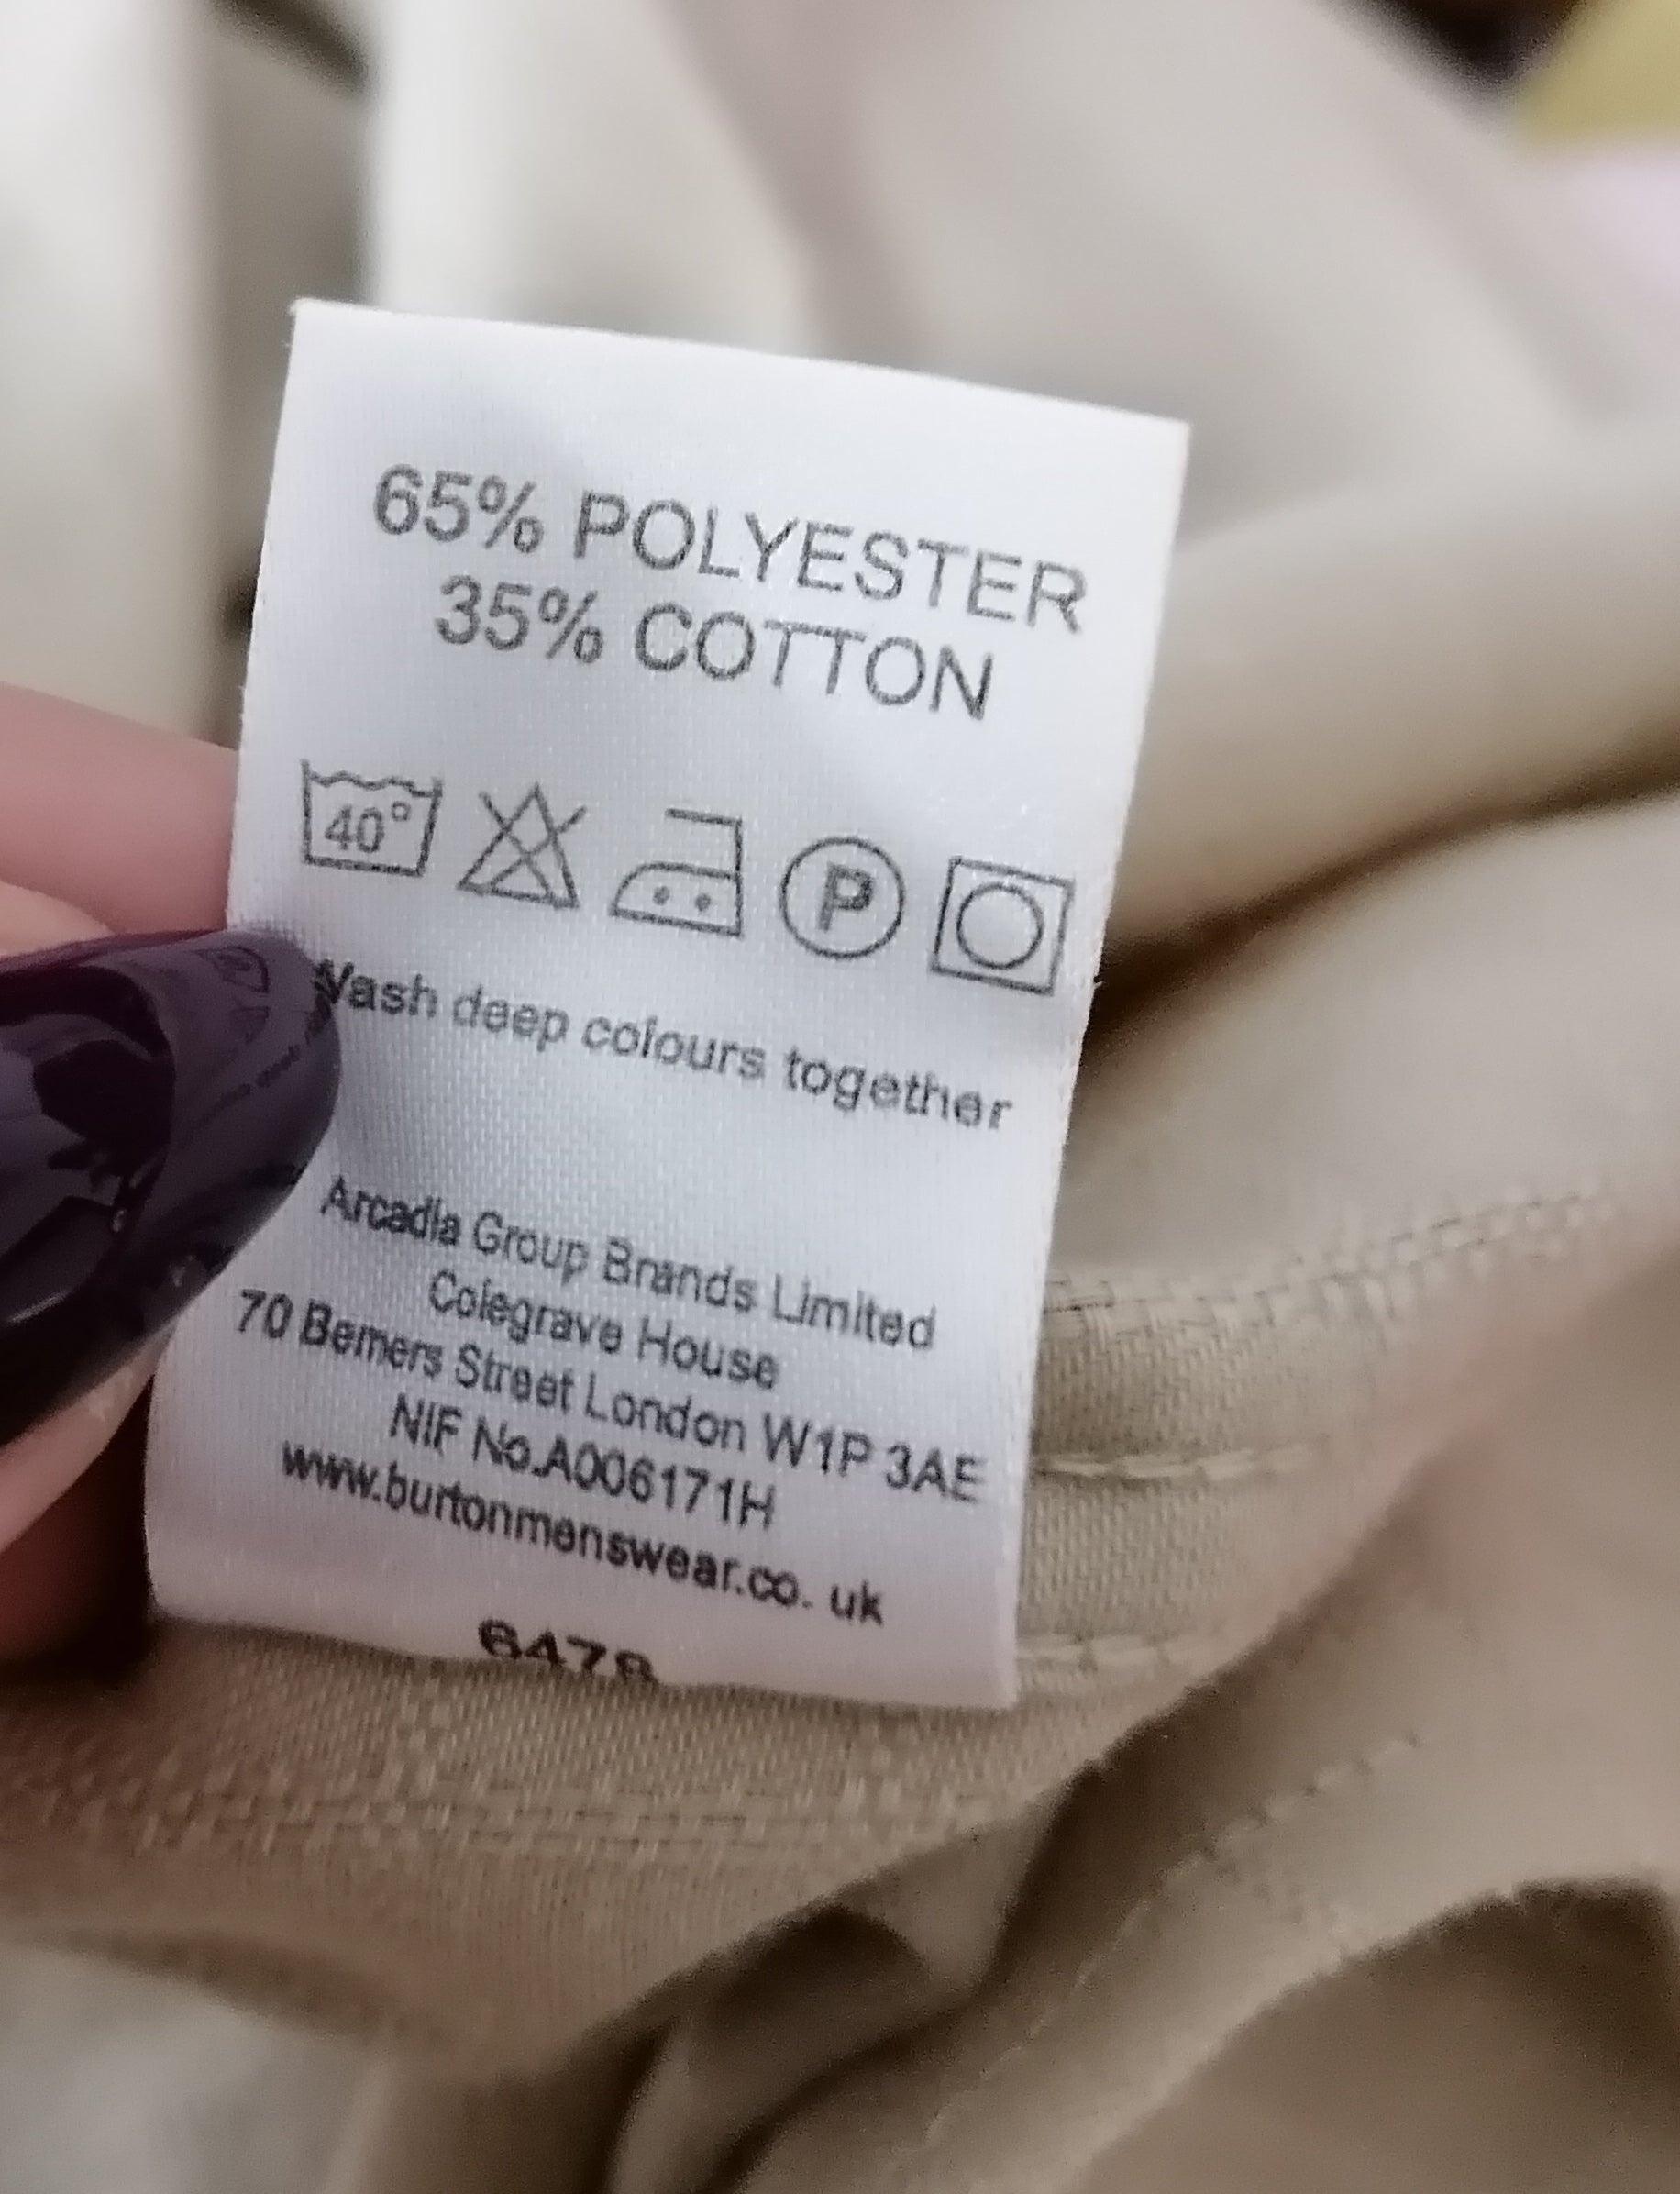 65% POLYESTER
35% COTTON
40°
P
Wash deep colours together
Arcadia Group Brands Limited
Colegrave House
70 Berners Street London W1P 3AE
NIF No.A006171H
www.burtonmenswear.co. uk
6478